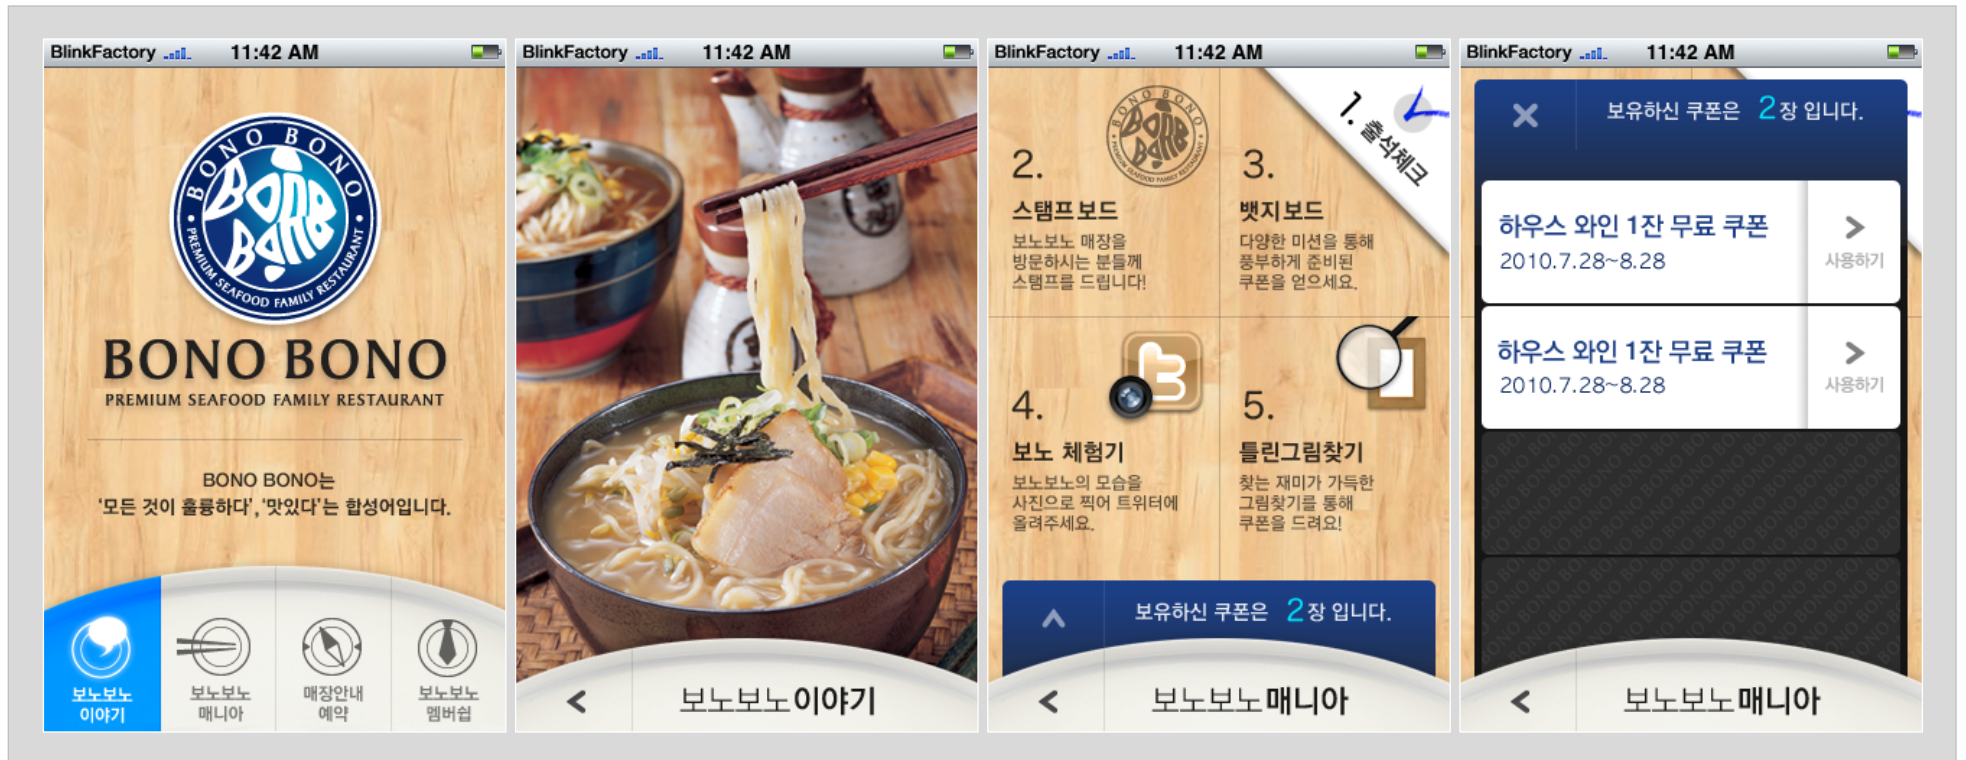 BlinkFactory 11:42 AM
BONO BONO
BONO BONO
PREMIUM SEAFOOD FAMILY RESTAURANT
BONO BONO
PREMIUM SEAFOOD FAMILY RESTAURANT
BONO BONO는
‘모든 것이 훌륭하다’, ‘맛있다’는 합성어입니다.
보노보노
이야기
보노보노
매니아
매장안내
예약
보노보노
멤버쉽
BlinkFactory 11:42 AM
보노보노이야기
BlinkFactory 11:42 AM
BONO BONO
BONO BONO
PREMIUM SEAFOOD FAMILY RESTAURANT
1. 출석체크
2.
스탬프보드
보노보노 매장을
방문하시는 분들께
스탬프를 드립니다!
3.
뱃지보드
다양한 미션을 통해
풍부하게 준비된
쿠폰을 얻으세요.
4.
보노 체험기
보노보노의 모습을
사진으로 찍어 트위터에
올려주세요.
5.
틀린그림찾기
찾는 재미가 가득한
그림찾기를 통해
쿠폰을 드려요!
보유하신 쿠폰은 2장 입니다.
보노보노매니아
BlinkFactory 11:42 AM
보유하신 쿠폰은 2장 입니다.
하우스 와인 1잔 무료 쿠폰
2010.7.28~8.28
사용하기
하우스 와인 1잔 무료 쿠폰
2010.7.28~8.28
사용하기
보노보노매니아